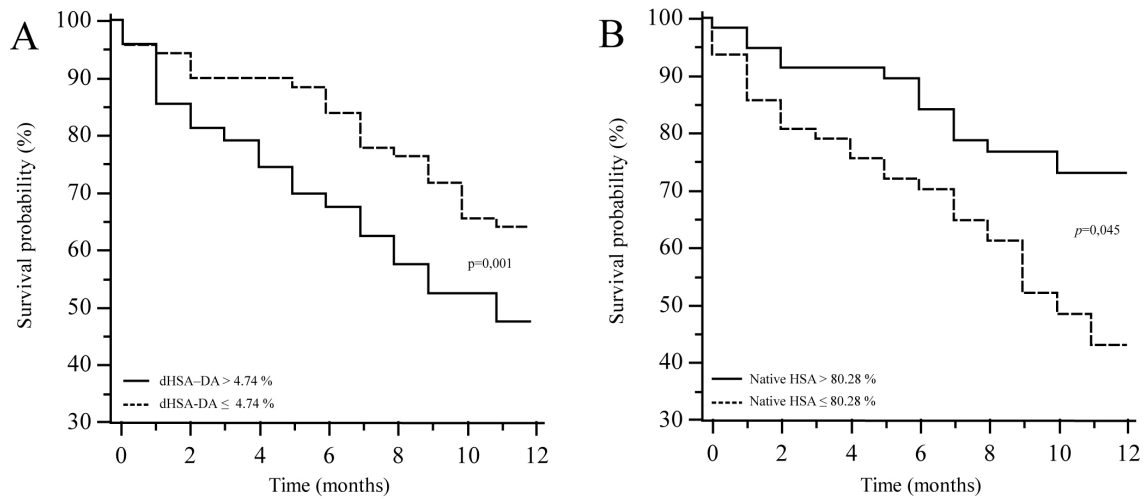 A
100
90
80
70
60
50
40
30
Survival probability (%)
p=0,001
dHSA–DA > 4.74 %
dHSA-DA ≤ 4.74 %
0 2 4 6 8 10 12
Time (months)
B
100
90
80
70
60
50
40
30
Survival probability (%)
p=0,045
Native HSA > 80.28 %
Native HSA ≤ 80.28 %
0 2 4 6 8 10 12
Time (months)